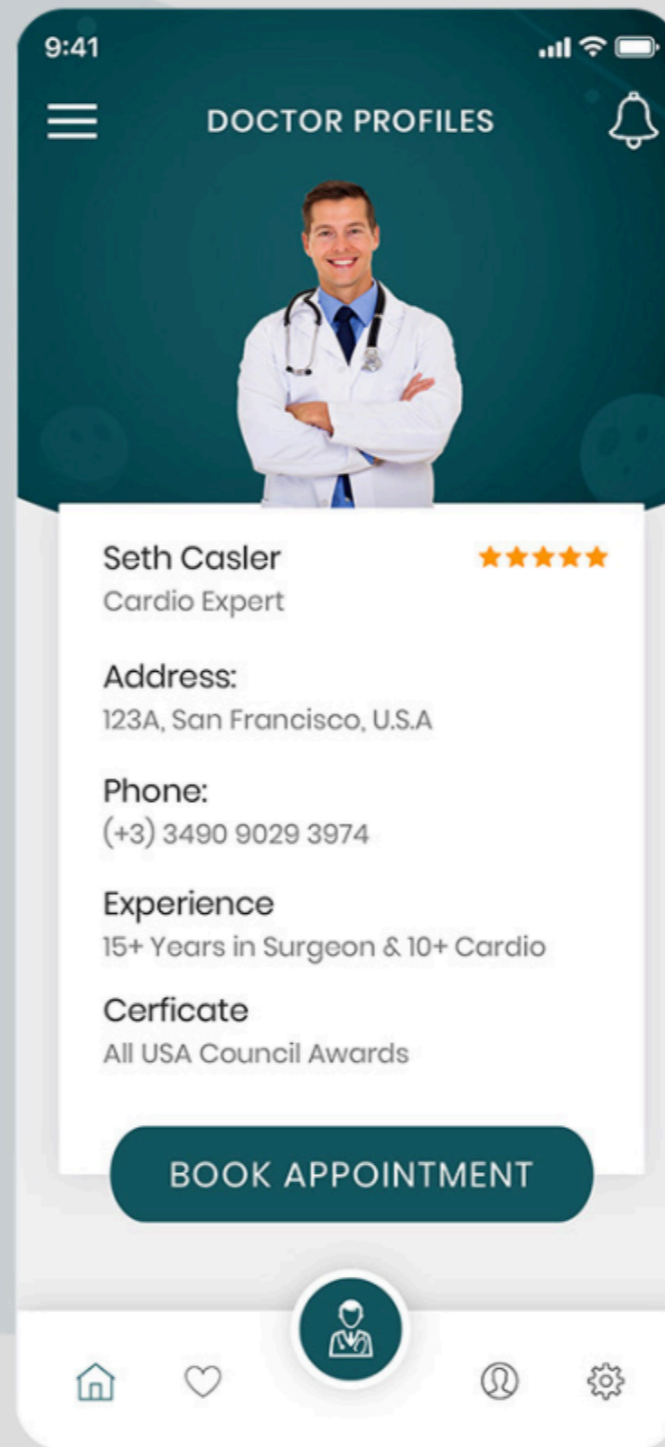 9:41
DOCTOR PROFILES
Seth Casler
Cardio Expert
Address:
123A, San Francisco, U.S.A
Phone:
(+3) 3490 9029 3974
Experience
15+ Years in Surgeon & 10+ Cardio
Cerficate
All USA Council Awards
BOOK APPOINTMENT